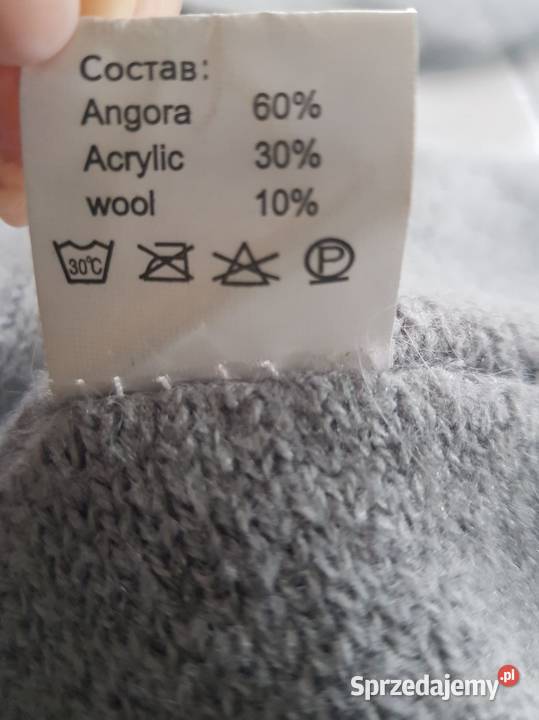 Состав:
Angora 60%
Acrylic 30%
wool 10%
30°C P
Sprzedajemy.pl